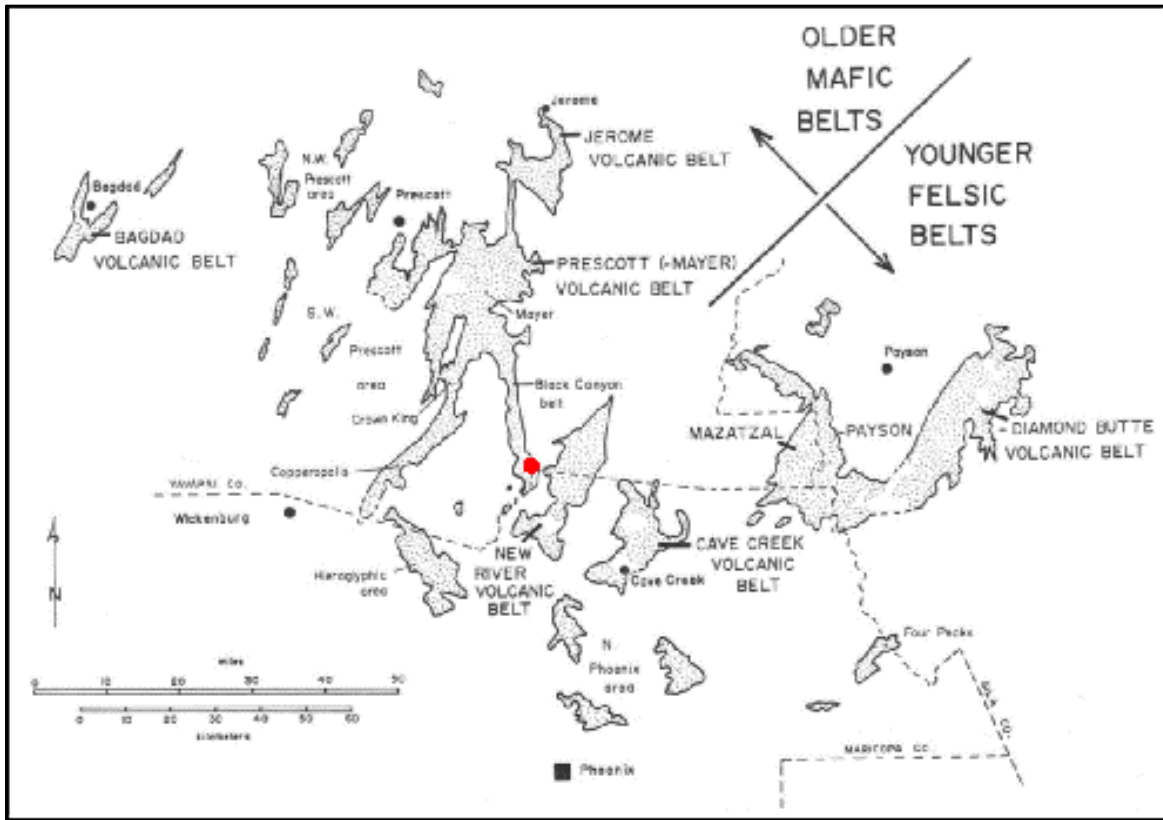 OLDER
MAFIC
BELTS
YOUNGER
FELSIC
BELTS
Jerome
JEROME
VOLCANIC BELT
N.W.
Prescott
area
Prescott
Bagdad
BAGDAD
VOLCANIC BELT
PRESCOTT (-MAYER)
VOLCANIC BELT
Mayer
S. W.
Prescott
area
Black Canyon
belt
Crown King
Payson
MAZATZAL
PAYSON
DIAMOND BUTTE
VOLCANIC BELT
Copperopolis
YAVAPAI CO.
Wickenburg
NEW
RIVER
VOLCANIC
BELT
CAVE CREEK
VOLCANIC
BELT
Cave Creek
Hieroglyphic
area
N
N.
Phoenix
area
Four Peaks
miles
0 10 20 30 50
0 10 20 30 40 50 60
kilometers
GILA CO.
MARICOPA CO.
Phoenix